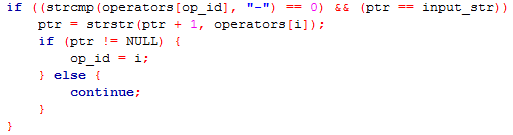 if ((strcmp(operators[op_id], "-") == 0) && (ptr == input_str))
    ptr = strstr(ptr + 1, operators[i]);
    if (ptr != NULL) {
        op_id = i;
    } else {
        continue;
    }
}